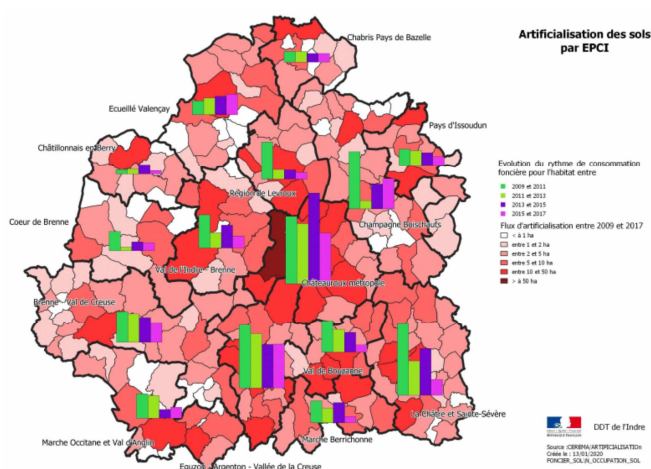 Artificialisation des sols
par EPCI
Chabris Pays de Bazelle
Ecueillé Valençay
Pays d'Issoudun
Châtillonnais en Berry
Région de Levroux
Coeur de Brenne
Champagne Boischauts
Val de l'Indre - Brenne
Châteauroux métropole
Brenne - Val de Creuse
Val de Bouzanne
La Châtre et Sainte-Sévère
Marche Berrichonne
Marche Occitane et Val d'Anglin
Eguzon - Argenton - Vallée de la Creuse
Evolution du rythme de consommation
foncière pour l'habitat entre
2009 et 2011
2011 et 2013
2013 et 2015
2015 et 2017
Flux d'artificialisation entre 2009 et 2017
< à 1 ha
entre 1 et 2 ha
entre 2 et 5 ha
entre 5 et 10 ha
entre 10 et 50 ha
> à 50 ha
DDT de l'Indre
Source :CEREMA/ARTIFICIALISATION
Créée le : 13/01/2020
FONCIER_SOL\N_OCCUPATION_SOL